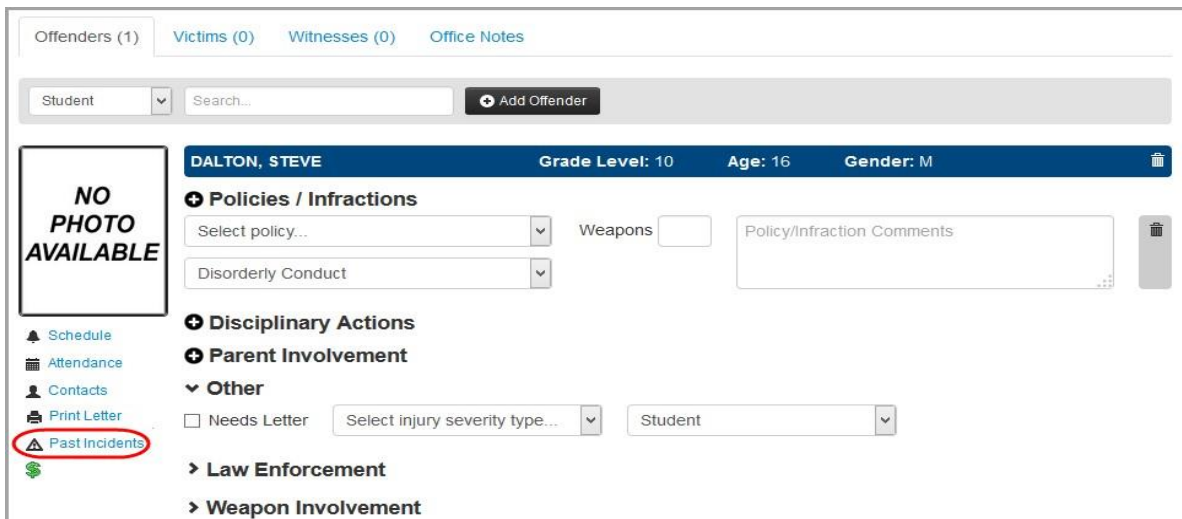 Offenders (1) Victims (0) Witnesses (0) Office Notes
Student Search... Add Offender
NO
PHOTO
AVAILABLE
DALTON, STEVE Grade Level: 10 Age: 16 Gender: M
Policies / Infractions
Select policy... Weapons Policy/Infraction Comments
Disorderly Conduct
Disciplinary Actions
Parent Involvement
Other
Needs Letter Select injury severity type... Student
Law Enforcement
Weapon Involvement
Schedule
Attendance
Contacts
Print Letter
Past Incidents
$